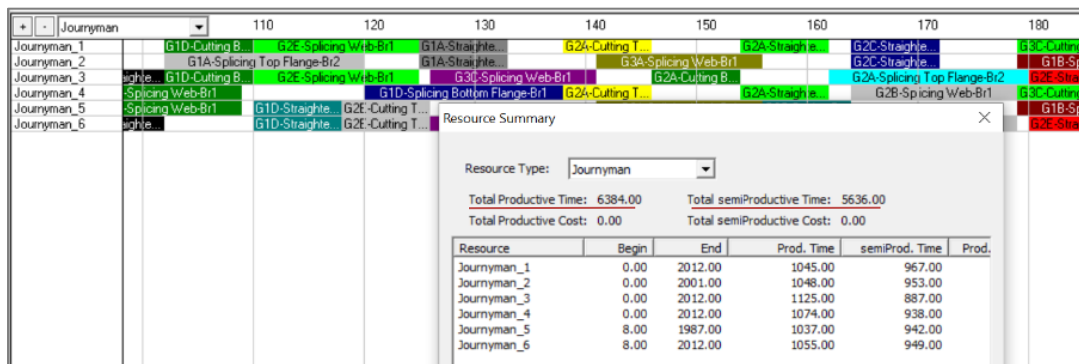 + - Journyman 110 120 130 140 150 160 170 180
Journyman_1 G1D-Cutting B... G2E-Splicing Web-Br1 G1A-Straighte... G2A-Cutting T... G2A-Straighte... G2C-Straighte... G3C-Cutting
Journyman_2 G1A-Splicing Top Flange-Br2 G1A-Straighte... G3A-Splicing Web-Br1 G2C-Straighte... G1B-Sp
Journyman_3 aighte... G1D-Cutting B... G2E-Splicing Web-Br1 G3C-Splicing Web-Br1 G2A-Cutting B... G2A-Splicing Top Flange-Br2 G2E-Stra
Journyman_4 -Splicing Web-Br1 G1D-Splicing Bottom Flange-Br1 G2A-Cutting T... G2A-Straighte... G2B-Splicing Web-Br1 G3C-Cutting
Journyman_5 -Splicing Web-Br1 G1D-Straighte... G2E-Cutting T... G1B-Sp
Journyman_6 aighte... G1D-Straighte... G2E-Cutting T... G2E-Stra
Resource Summary
Resource Type: Journyman
Total Productive Time: 6384.00 Total semiProductive Time: 5636.00
Total Productive Cost: 0.00 Total semiProductive Cost: 0.00
Resource Begin End Prod. Time semiProd. Time Prod.
Journyman_1 0.00 2012.00 1045.00 967.00
Journyman_2 0.00 2001.00 1048.00 953.00
Journyman_3 0.00 2012.00 1125.00 887.00
Journyman_4 0.00 2012.00 1074.00 938.00
Journyman_5 8.00 1987.00 1037.00 942.00
Journyman_6 8.00 2012.00 1055.00 949.00